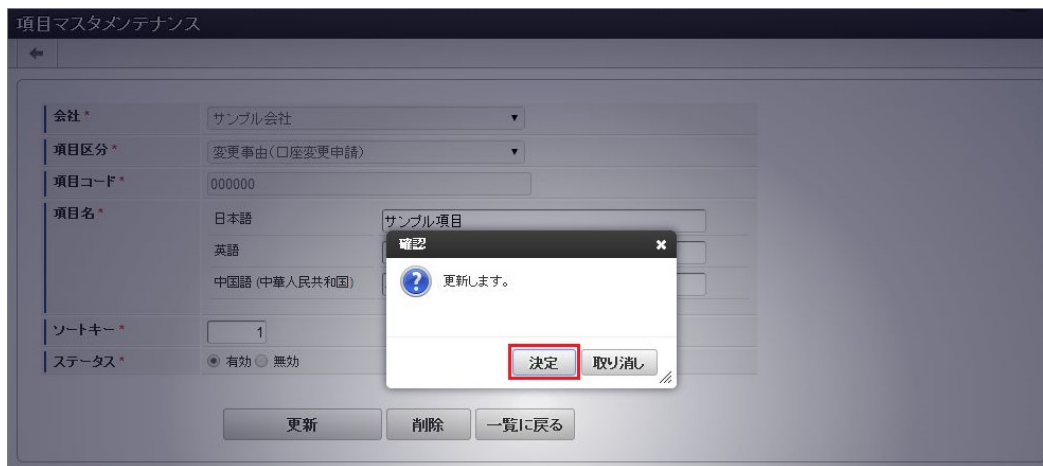 項目マスタメンテナンス
会社 *
サンプル会社
項目区分 *
変更事由(口座変更申請)
項目コード *
000000
項目名 *
日本語
サンプル項目
英語
中国語 (中華人民共和国)
確認
更新します。
決定
取り消し
ソートキー *
1
ステータス *
有効 無効
更新
削除
一覧に戻る